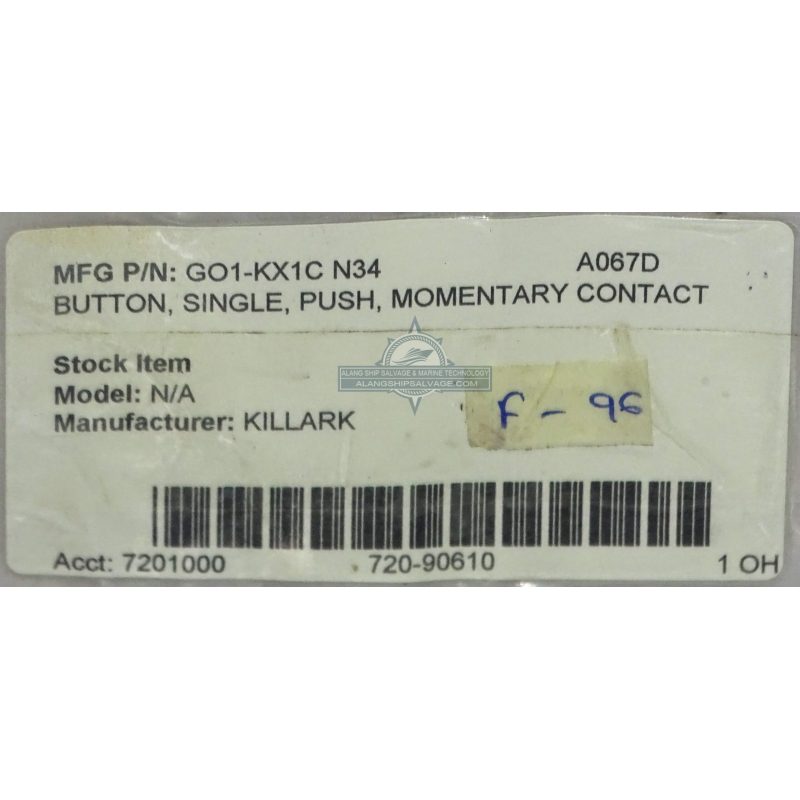 MFG P/N: GO1-KX1C N34 A067D
BUTTON, SINGLE, PUSH, MOMENTARY CONTACT
ALANG SHIP SALVAGE & MARINE TECHNOLOGY
ALANGSHIPSALVAGE.COM
Stock Item
Model: N/A
Manufacturer: KILLARK
F - 96
Acct: 7201000 720-90610 1 OH